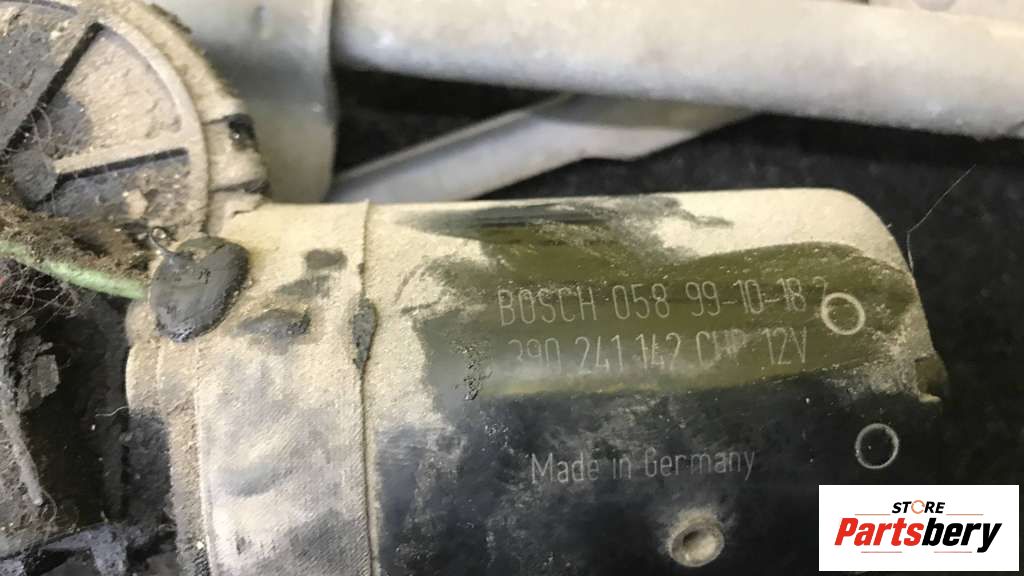 BOSCH 058 99-10-18 2
390 241 142 CHP 12V
Made in Germany
STORE
Partsbery